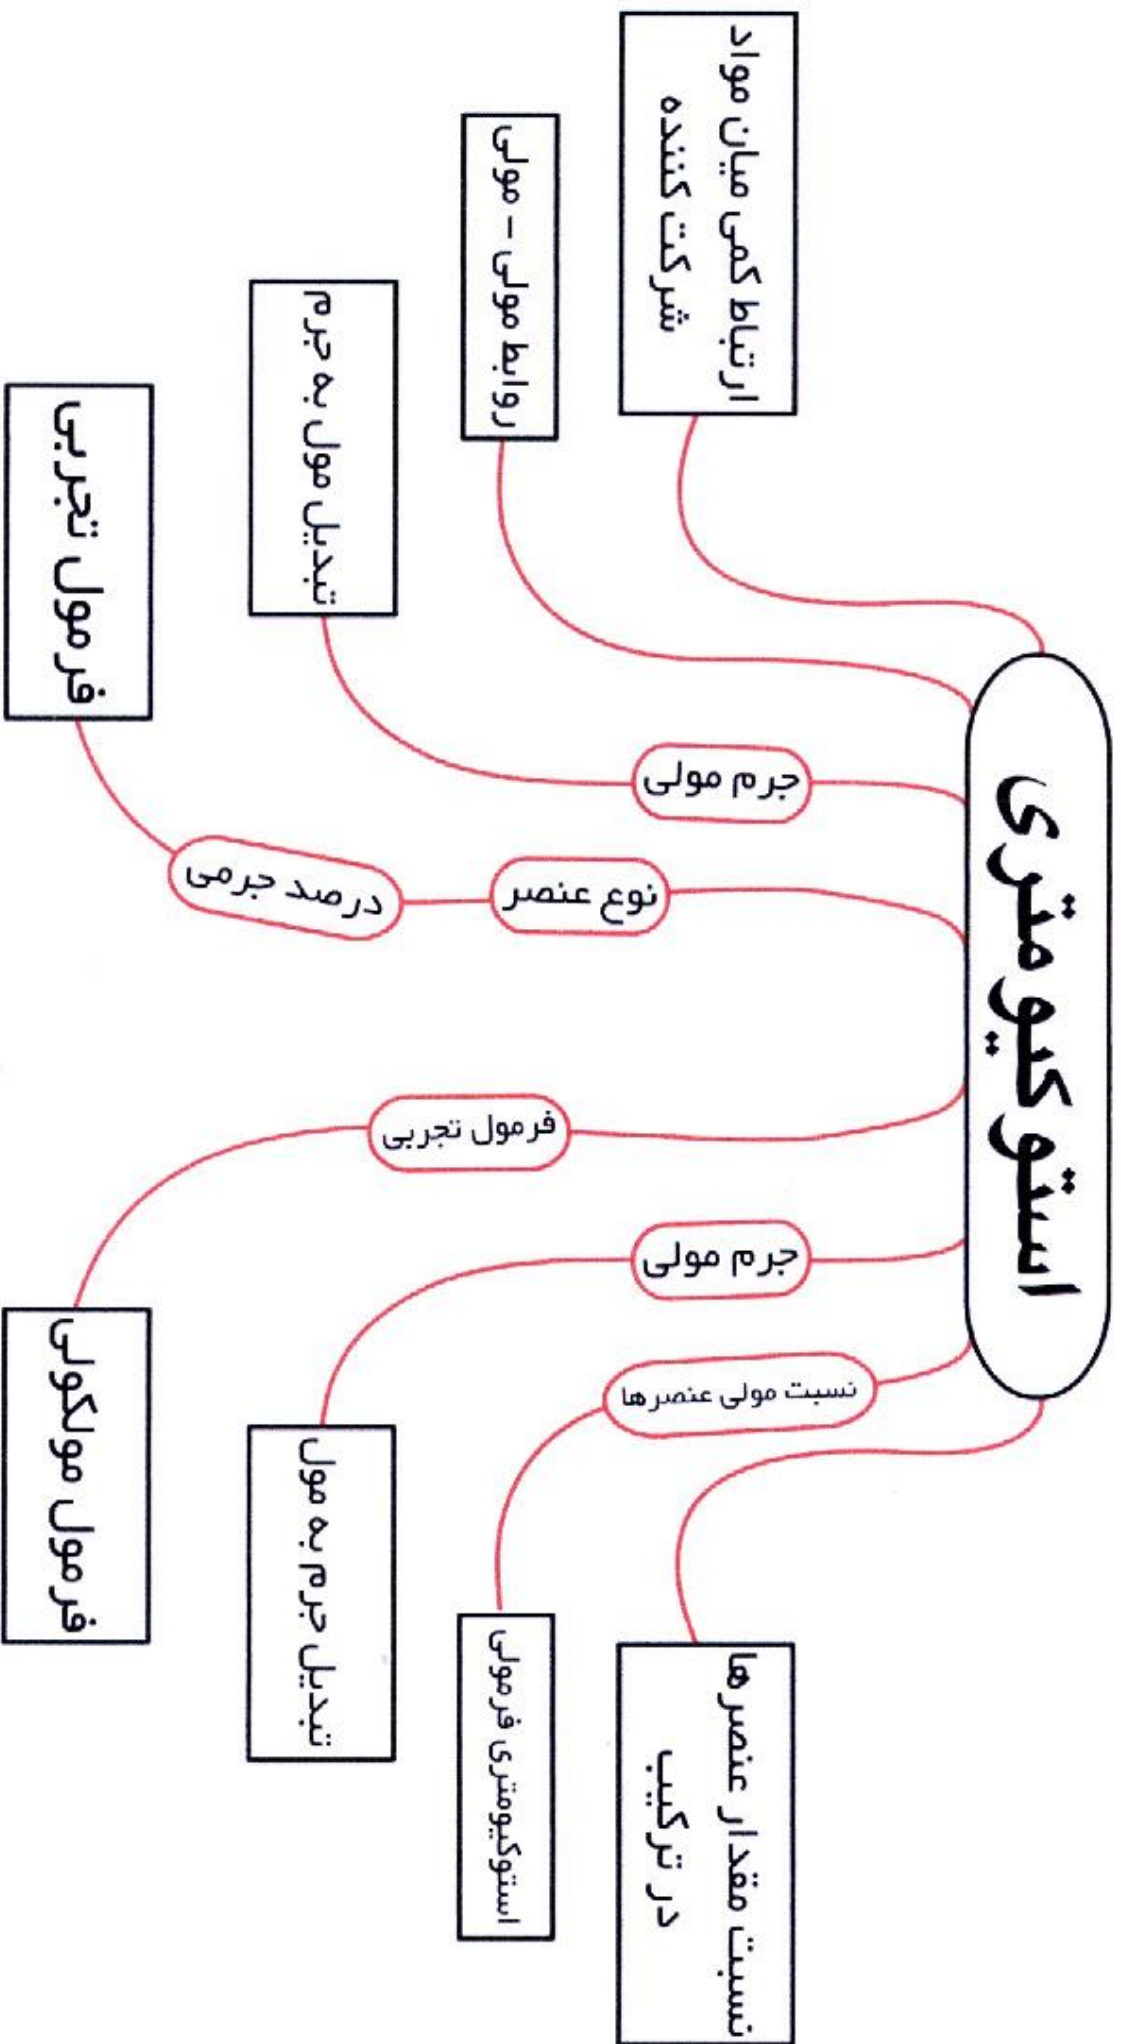 استوکیومتری
ارتباط کمی میان مواد
شرکت کننده
روابط مولی - مولی
جرم مولی
تبدیل مول به جرم
نوع عنصر
درصد جرمی
فرمول تجربی
فرمول تجربی
فرمول مولکولی
جرم مولی
تبدیل جرم به مول
نسبت مولی عنصرها
استوکیومتری فرمولی
نسبت مقدار عنصرها
در ترکیب